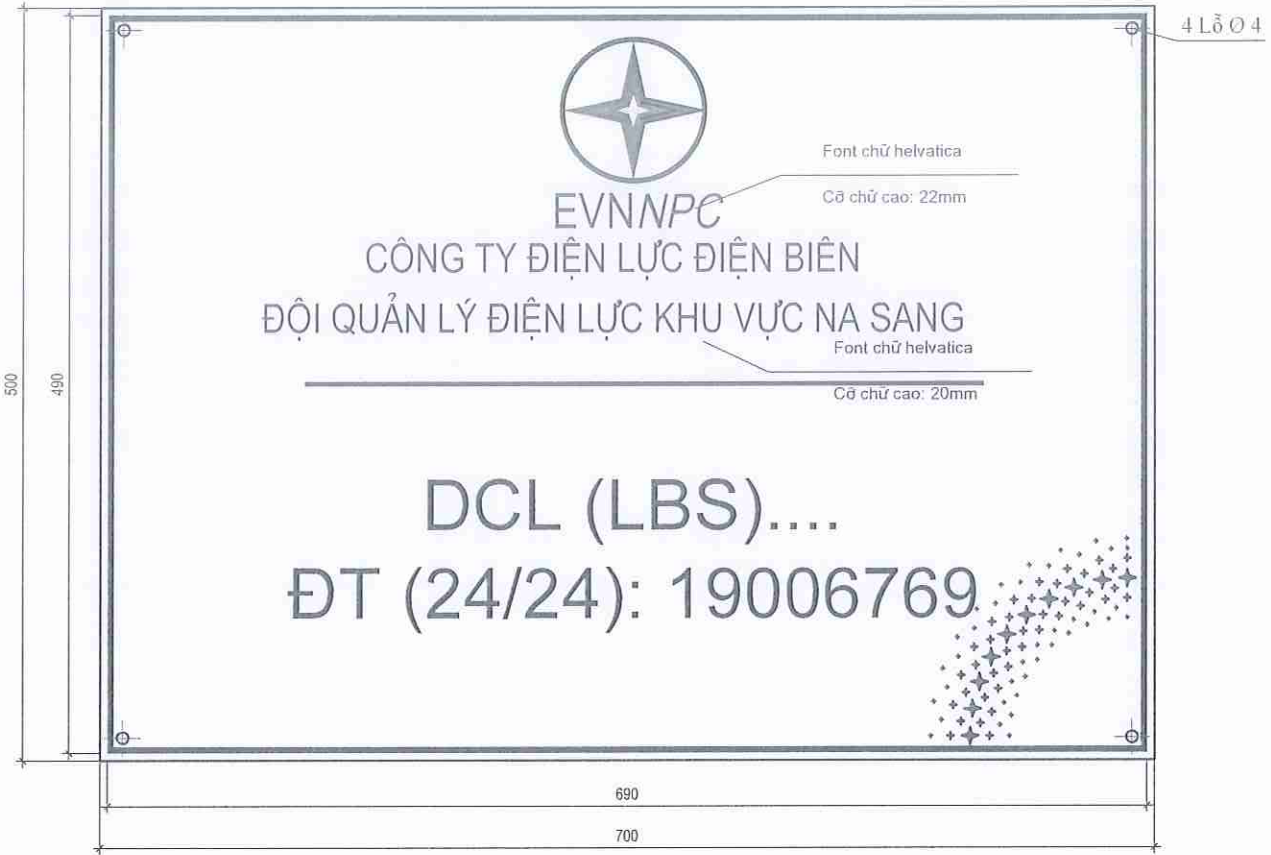 4 Lỗ Ø 4
Font chữ helvatica
Cỡ chữ cao: 22mm
EVNNPC
CÔNG TY ĐIỆN LỰC ĐIỆN BIÊN
ĐỘI QUẢN LÝ ĐIỆN LỰC KHU VỰC NA SANG
Font chữ helvatica
Cỡ chữ cao: 20mm
500
490
DCL (LBS)....
ĐT (24/24): 19006769
690
700